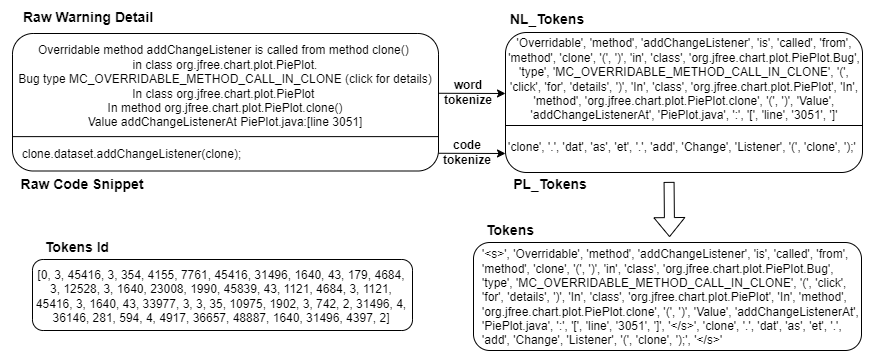 Raw Warning Detail
Overridable method addChangeListener is called from method clone()
in class org.jfree.chart.plot.PiePlot.
Bug type MC_OVERRIDABLE_METHOD_CALL_IN_CLONE (click for details)
In class org.jfree.chart.plot.PiePlot
In method org.jfree.chart.plot.PiePlot.clone()
Value addChangeListenerAt PiePlot.java:[line 3051]
clone.dataset.addChangeListener(clone);
Raw Code Snippet
word
tokenize
code
tokenize
NL_Tokens
'Overridable', 'method', 'addChangeListener', 'is', 'called', 'from',
'method', 'clone', '(', ')', 'in', 'class', 'org.jfree.chart.plot.PiePlot.Bug',
'type', 'MC_OVERRIDABLE_METHOD_CALL_IN_CLONE', '(',
'click', 'for', 'details', ')', 'In', 'class', 'org.jfree.chart.plot.PiePlot', 'In',
'method', 'org.jfree.chart.plot.PiePlot.clone', '(', ')', 'Value',
'addChangeListenerAt', 'PiePlot.java', ':', '[', 'line', '3051', ']'
'clone', '.', 'dat', 'as', 'et', '.', 'add', 'Change', 'Listener', '(', 'clone', ');'
PL_Tokens
Tokens
'<s>', 'Overridable', 'method', 'addChangeListener', 'is', 'called', 'from',
'method', 'clone', '(', ')', 'in', 'class', 'org.jfree.chart.plot.PiePlot.Bug',
'type', 'MC_OVERRIDABLE_METHOD_CALL_IN_CLONE', '(', 'click',
'for', 'details', ')', 'In', 'class', 'org.jfree.chart.plot.PiePlot', 'In', 'method',
'org.jfree.chart.plot.PiePlot.clone', '(', ')', 'Value', 'addChangeListenerAt',
'PiePlot.java', ':', '[', 'line', '3051', ']', '</s>', 'clone', '.', 'dat', 'as', 'et', '.',
'add', 'Change', 'Listener', '(', 'clone', ');', '</s>'
Tokens Id
[0, 3, 45416, 3, 354, 4155, 7761, 45416, 31496, 1640, 43, 179, 4684,
3, 12528, 3, 1640, 23008, 1990, 45839, 43, 1121, 4684, 3, 1121,
45416, 3, 1640, 43, 33977, 3, 3, 35, 10975, 1902, 3, 742, 2, 31496, 4,
36146, 281, 594, 4, 4917, 36657, 48887, 1640, 31496, 4397, 2]